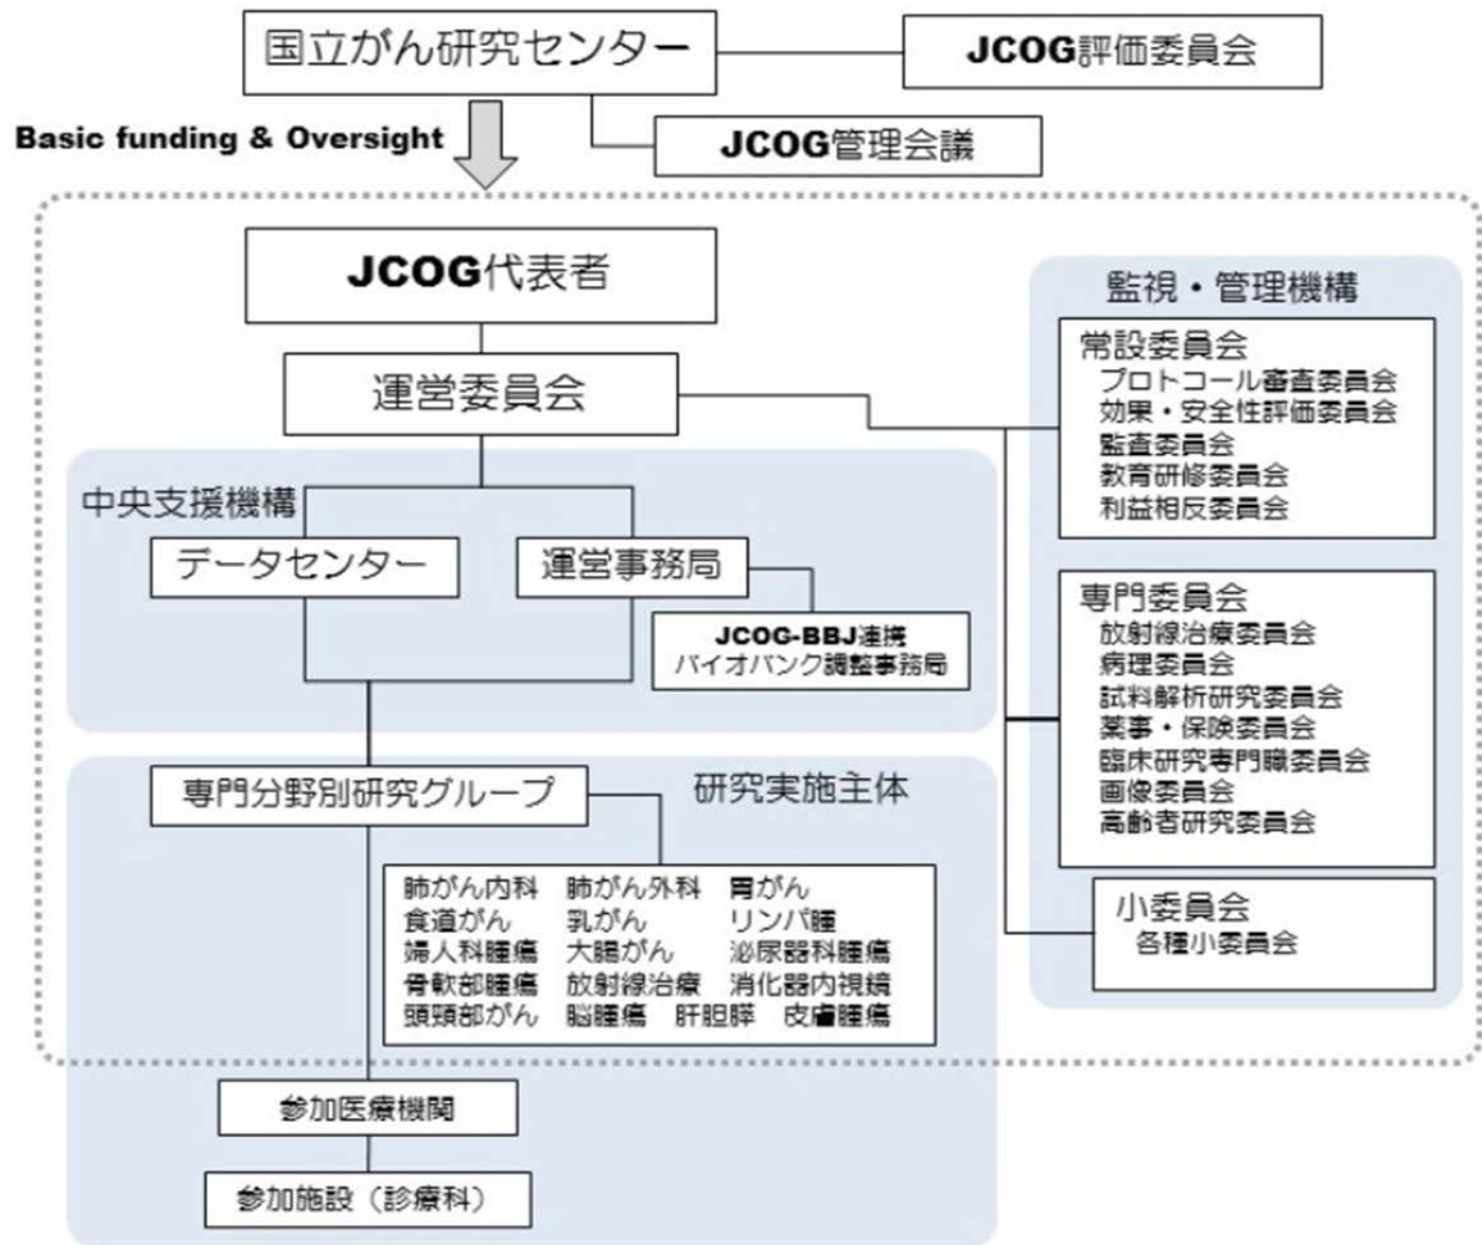 国立がん研究センター
JCOG評価委員会
Basic funding & Oversight
JCOG管理会議
JCOG代表者
運営委員会
監視・管理機構
常設委員会
プロトコール審査委員会
効果・安全性評価委員会
監査委員会
教育研修委員会
利益相反委員会
中央支援機構
データセンター
運営事務局
JCOG-BBJ連携
バイオバンク調整事務局
専門委員会
放射線治療委員会
病理委員会
試料解析研究委員会
薬事・保険委員会
臨床研究専門職委員会
画像委員会
高齢者研究委員会
小委員会
各種小委員会
専門分野別研究グループ
研究実施主体
肺がん内科 肺がん外科 胃がん
食道がん 乳がん リンパ腫
婦人科腫瘍 大腸がん 泌尿器科腫瘍
骨軟部腫瘍 放射線治療 消化器内視鏡
頭頸部がん 脳腫瘍 肝胆膵 皮膚腫瘍
参加医療機関
参加施設（診療科）